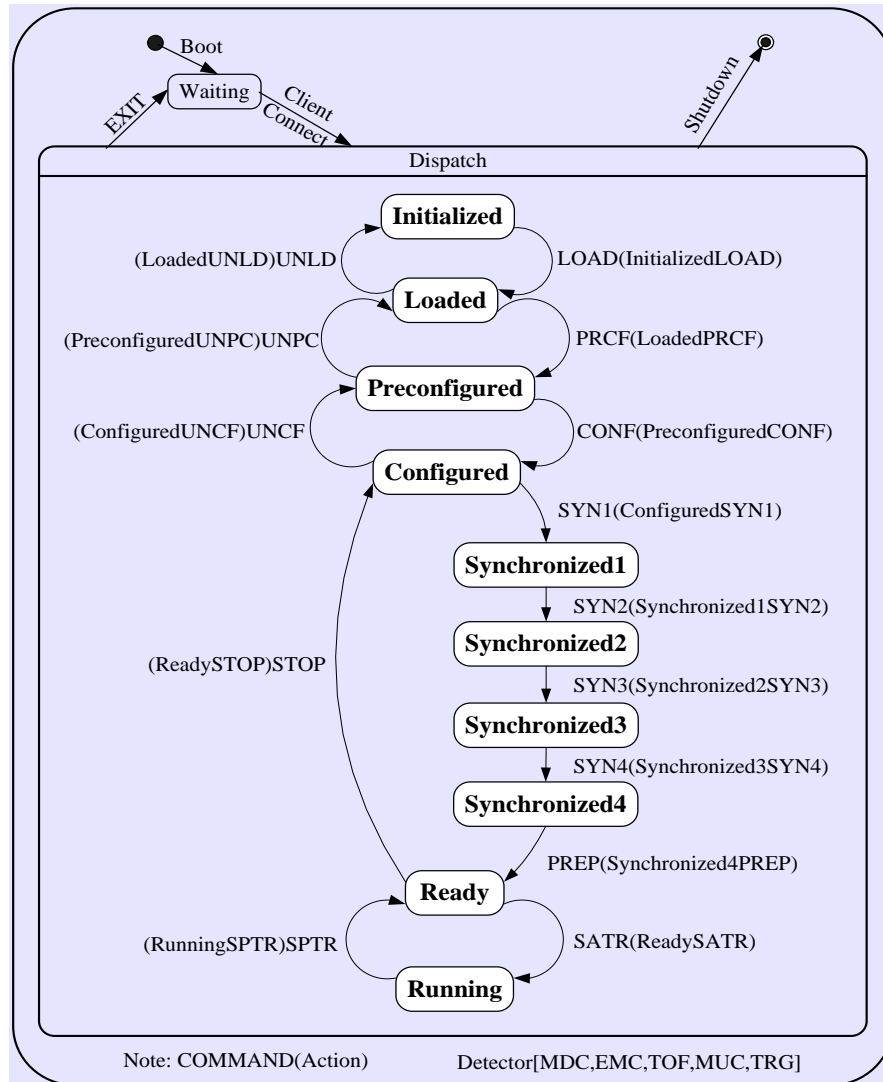 Boot
Waiting
EXIT
Client
Connect
Shutdown
Dispatch
Initialized
(LoadedUNLD)UNLD
LOAD(InitializedLOAD)
Loaded
(PreconfiguredUNPC)UNPC
PRCF(LoadedPRCF)
Preconfigured
(ConfiguredUNCF)UNCF
CONF(PreconfiguredCONF)
Configured
SYN1(ConfiguredSYN1)
Synchronized1
SYN2(Synchronized1SYN2)
Synchronized2
(ReadySTOP)STOP
SYN3(Synchronized2SYN3)
Synchronized3
SYN4(Synchronized3SYN4)
Synchronized4
PREP(Synchronized4PREP)
Ready
(RunningSPTR)SPTR
SATR(ReadySATR)
Running
Note: COMMAND(Action)
Detector[MDC,EMC,TOF,MUC,TRG]